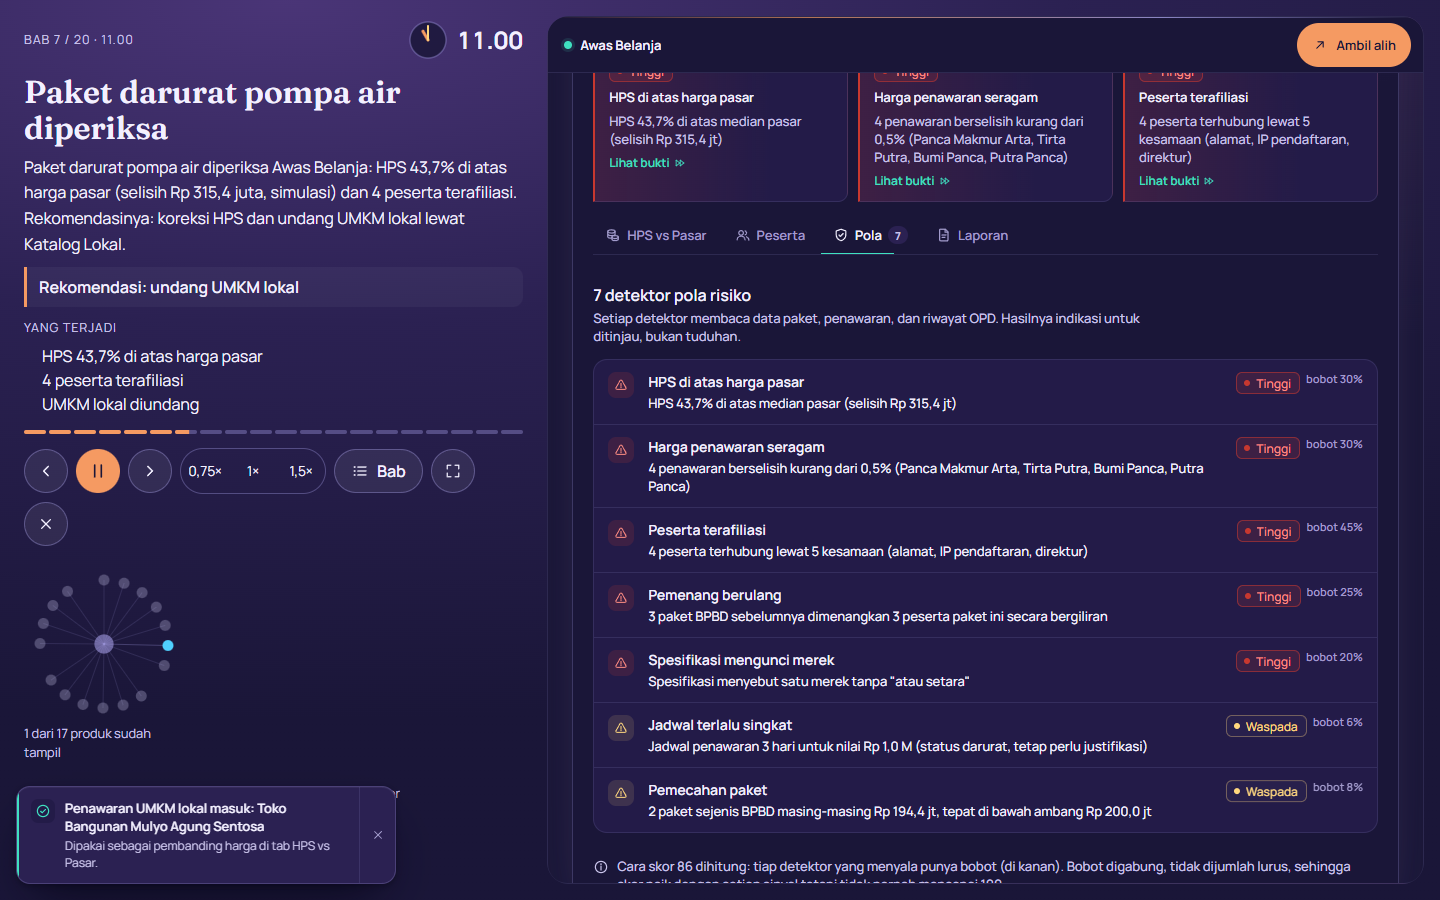 BAB 7 / 20 · 11.00
11.00
Paket darurat pompa air
diperiksa
Paket darurat pompa air diperiksa Awas Belanja: HPS 43,7% di atas
harga pasar (selisih Rp 315,4 juta, simulasi) dan 4 peserta terafiliasi.
Rekomendasinya: koreksi HPS dan undang UMKM lokal lewat
Katalog Lokal.
Rekomendasi: undang UMKM lokal
YANG TERJADI
HPS 43,7% di atas harga pasar
4 peserta terafiliasi
UMKM lokal diundang
0,75× 1× 1,5×
Bab
1 dari 17 produk sudah
tampil
Penawaran UMKM lokal masuk: Toko
Bangunan Mulyo Agung Sentosa
Dipakai sebagai pembanding harga di tab HPS vs
Pasar.
Awas Belanja
Ambil alih
Tinggi
HPS di atas harga pasar
HPS 43,7% di atas median pasar
(selisih Rp 315,4 jt)
Lihat bukti
Tinggi
Harga penawaran seragam
4 penawaran berselisih kurang dari
0,5% (Panca Makmur Arta, Tirta
Putra, Bumi Panca, Putra Panca)
Lihat bukti
Tinggi
Peserta terafiliasi
4 peserta terhubung lewat 5
kesamaan (alamat, IP pendaftaran,
direktur)
Lihat bukti
HPS vs Pasar
Peserta
Pola 7
Laporan
7 detektor pola risiko
Setiap detektor membaca data paket, penawaran, dan riwayat OPD. Hasilnya indikasi untuk
ditinjau, bukan tuduhan.
HPS di atas harga pasar
HPS 43,7% di atas median pasar (selisih Rp 315,4 jt)
Tinggi bobot 30%
Harga penawaran seragam
4 penawaran berselisih kurang dari 0,5% (Panca Makmur Arta, Tirta Putra, Bumi Panca, Putra
Panca)
Tinggi bobot 30%
Peserta terafiliasi
4 peserta terhubung lewat 5 kesamaan (alamat, IP pendaftaran, direktur)
Tinggi bobot 45%
Pemenang berulang
3 paket BPBD sebelumnya dimenangkan 3 peserta paket ini secara bergiliran
Tinggi bobot 25%
Spesifikasi mengunci merek
Spesifikasi menyebut satu merek tanpa "atau setara"
Tinggi bobot 20%
Jadwal terlalu singkat
Jadwal penawaran 3 hari untuk nilai Rp 1,0 M (status darurat, tetap perlu justifikasi)
Waspada bobot 6%
Pemecahan paket
2 paket sejenis BPBD masing-masing Rp 194,4 jt, tepat di bawah ambang Rp 200,0 jt
Waspada bobot 8%
Cara skor 86 dihitung: tiap detektor yang menyala punya bobot (di kanan). Bobot digabung, tidak dijumlah lurus, sehingga